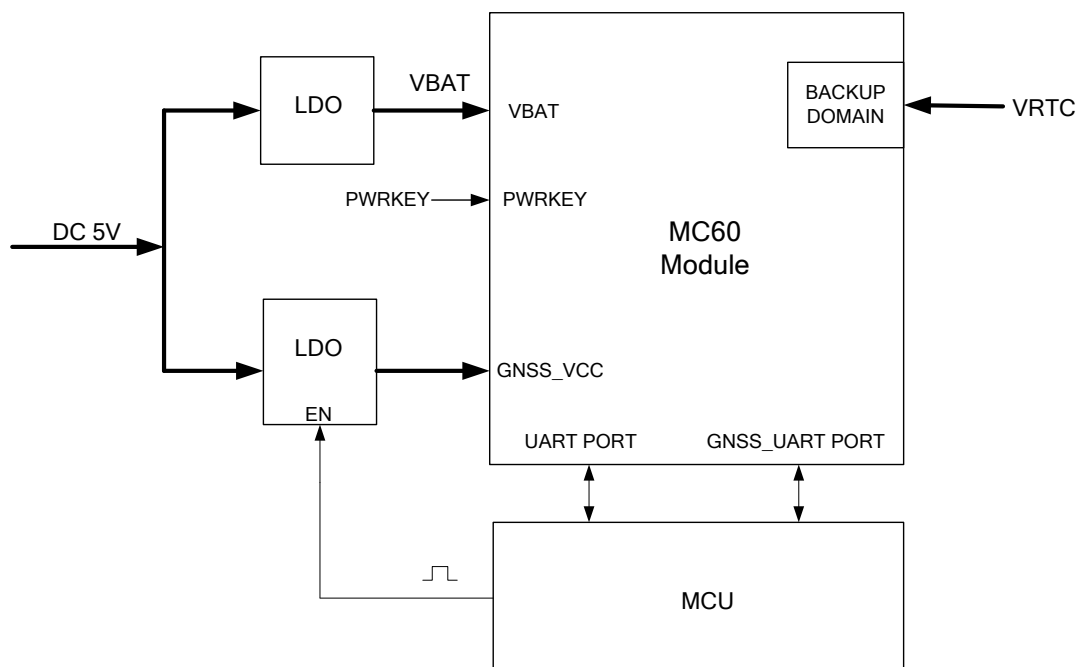 VBAT
LDO
VBAT
BACKUP
DOMAIN
VRTC
PWRKEY
PWRKEY
MC60
Module
DC 5V
LDO
GNSS_VCC
EN
UART PORT
GNSS_UART PORT
MCU